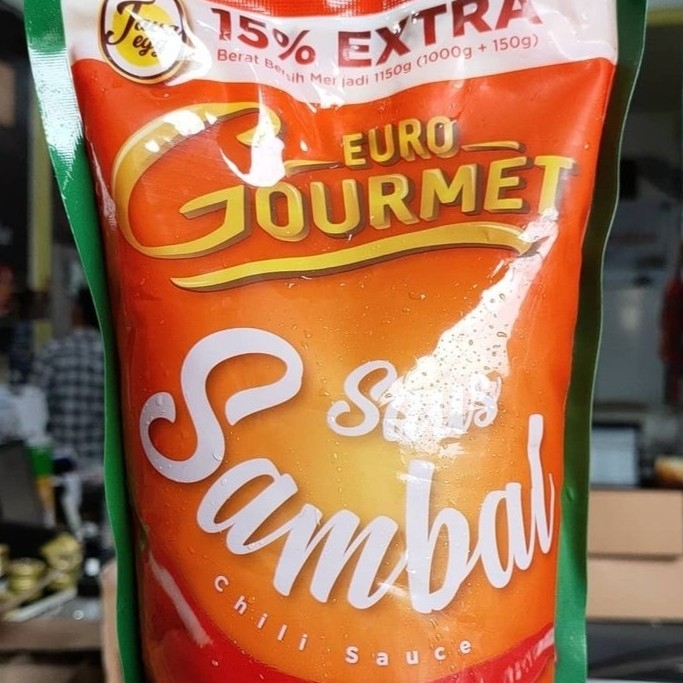 15% EXTRA
Berat Bersih Menjadi 1150g (1000g + 150g)
EURO
GOURMET
Saus
Sambal
Chili Sauce